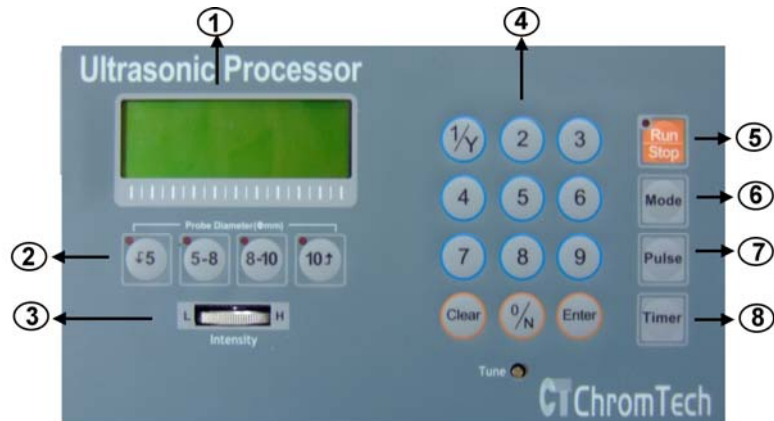 1
4
Ultrasonic Processor
1/Y 2 3
Run
Stop
5
4 5 6
Mode
6
Probe Diameter(Φmm)
2
↓5 5-8 8-10 10↑
7 8 9
Pulse
7
3
L H
Intensity
Clear 0/N Enter
Timer
8
Tune
CT ChromTech